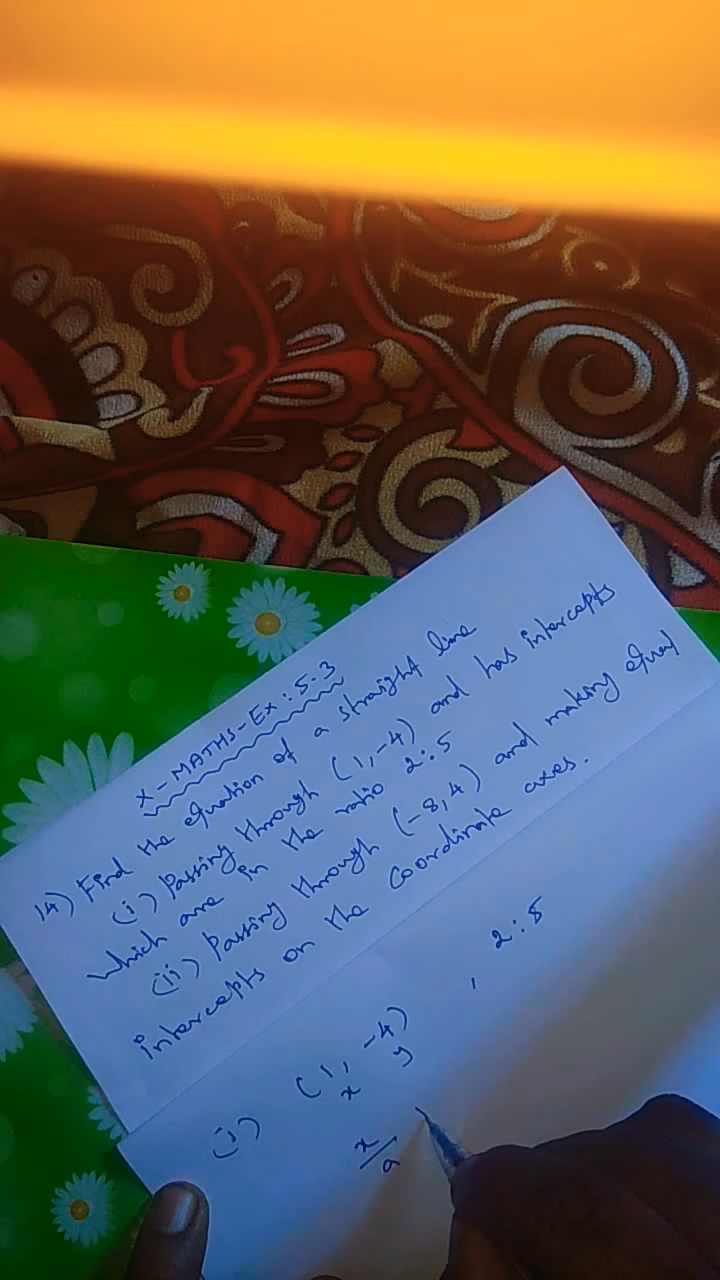 X-MATHS-Ex: 5.3
14) Find the equation of a straight line
(i) Passing through (1,-4) and has intercepts
which are in the ratio 2:5
(ii) Passing through (-8,4) and making equal
intercepts on the coordinate axes.
(i) (1, -4) , 2:5
x y
x/a